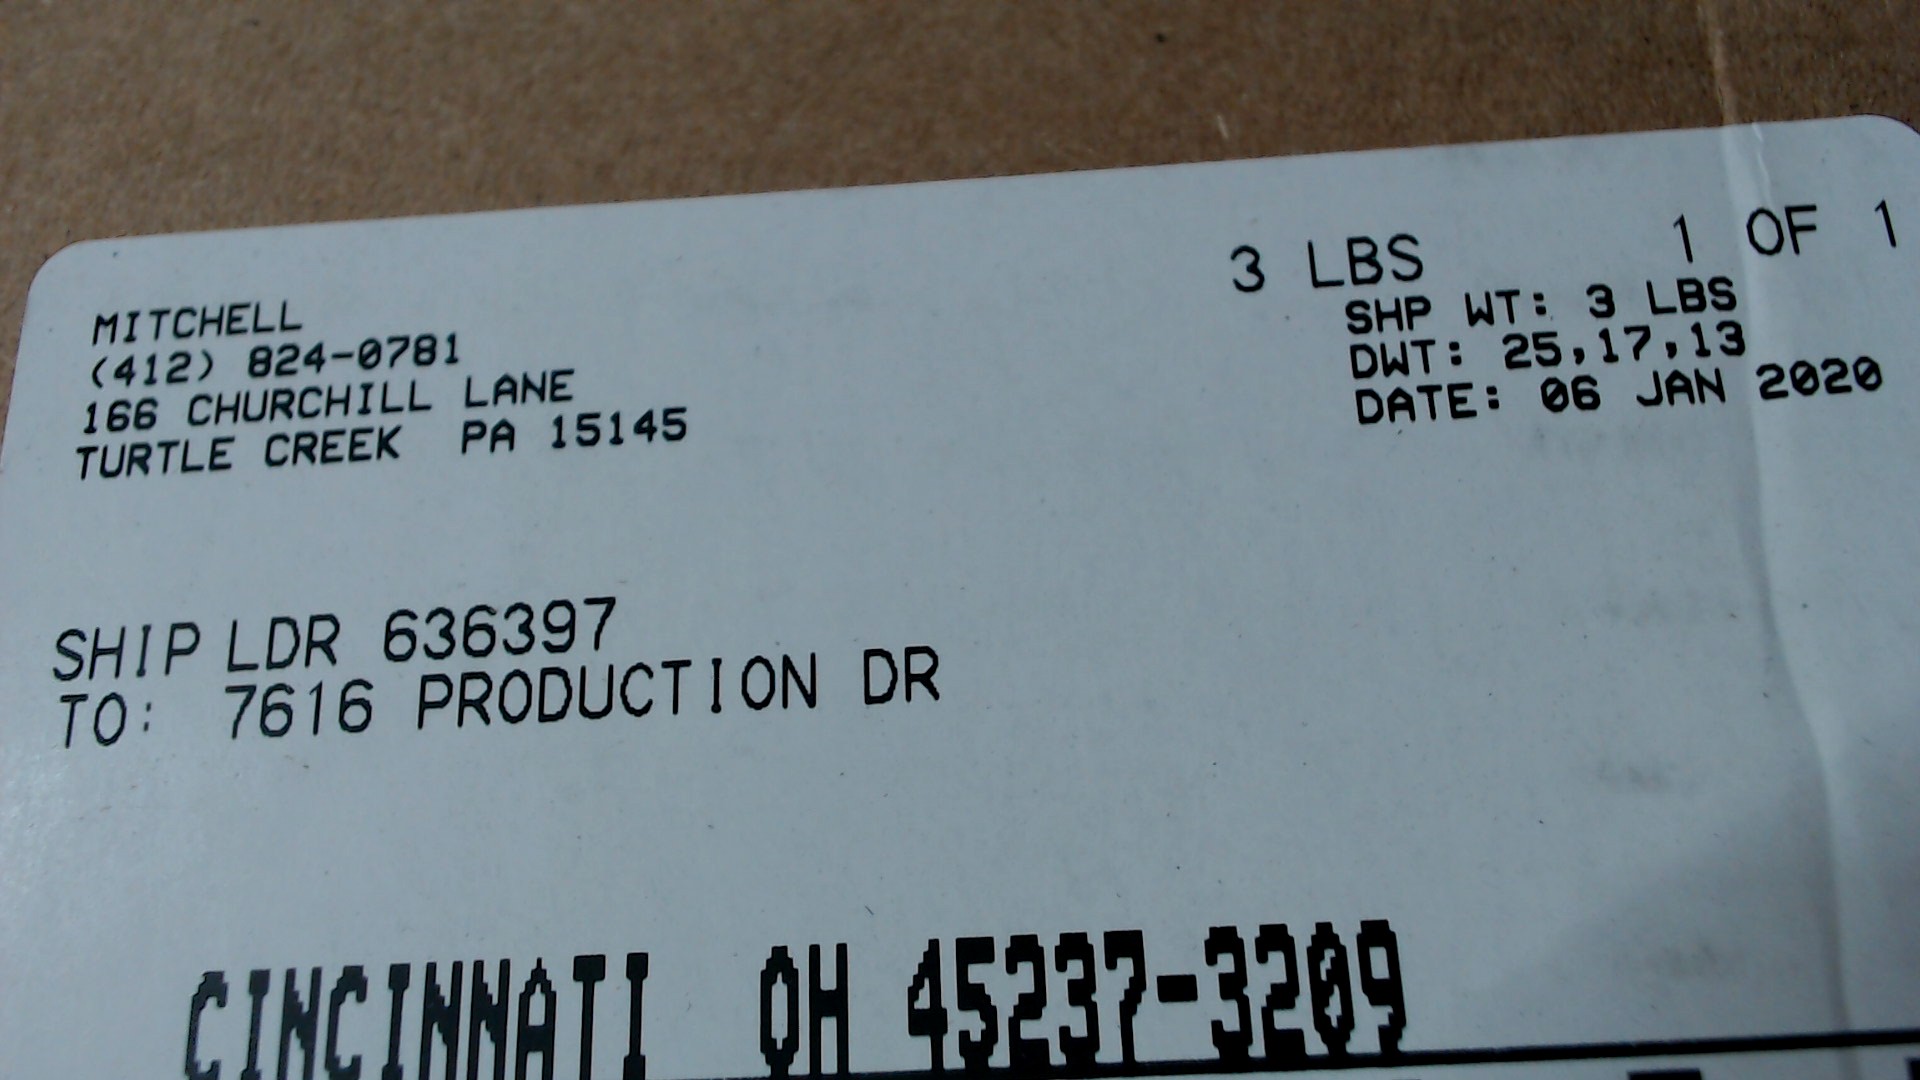 MITCHELL
(412) 824-0781
166 CHURCHILL LANE
TURTLE CREEK PA 15145
3 LBS 1 OF 1
SHP WT: 3 LBS
DWT: 25,17,13
DATE: 06 JAN 2020
SHIP LDR 636397
TO: 7616 PRODUCTION DR
CINCINNATI OH 45237-3209